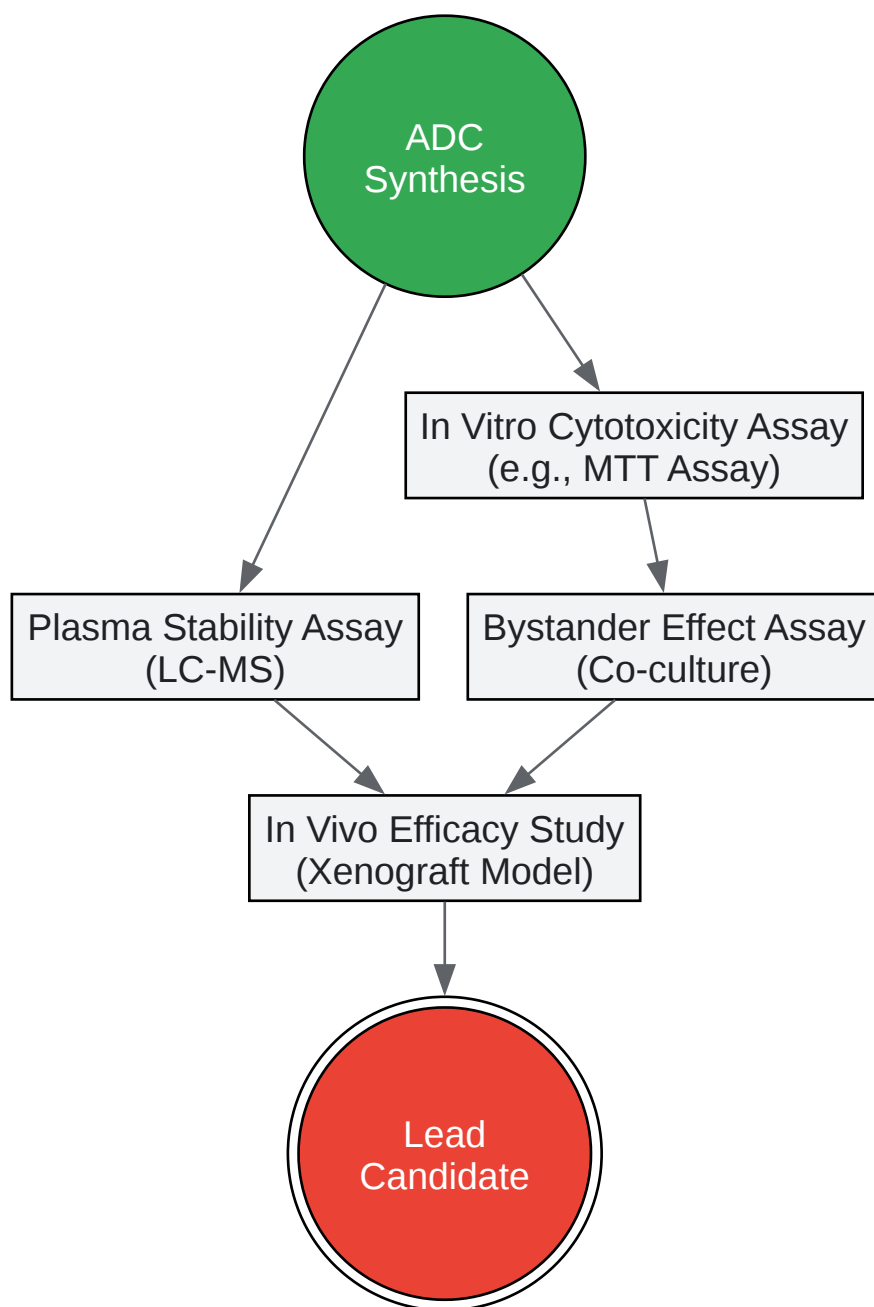 ADC
Synthesis
In Vitro Cytotoxicity Assay
(e.g., MTT Assay)
Plasma Stability Assay
(LC-MS)
Bystander Effect Assay
(Co-culture)
In Vivo Efficacy Study
(Xenograft Model)
Lead
Candidate